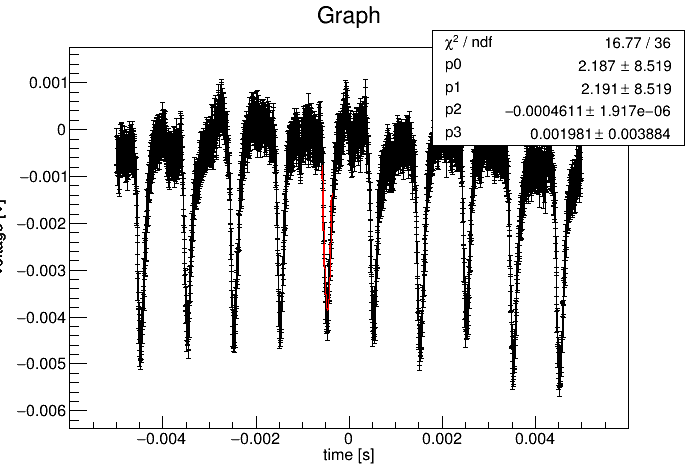 Graph
χ² / ndf 16.77 / 36
p0 2.187 ± 8.519
p1 2.191 ± 8.519
p2 −0.0004611 ± 1.917e−06
p3 0.001981 ± 0.003884
0.001
0
−0.001
−0.002
−0.003
−0.004
−0.005
−0.006
−0.004 −0.002 0 0.002 0.004
time [s]